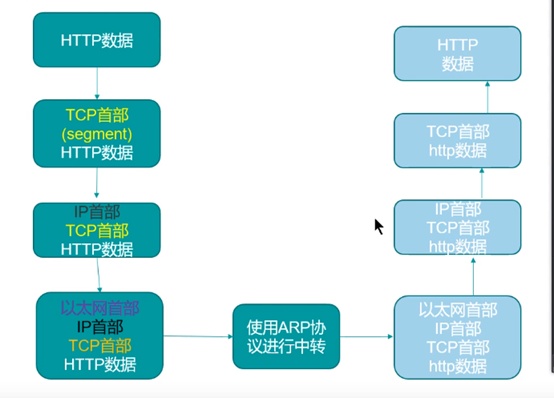 HTTP数据
TCP首部
(segment)
HTTP数据
IP首部
TCP首部
HTTP数据
以太网首部
IP首部
TCP首部
HTTP数据
使用ARP协
议进行中转
以太网首部
IP首部
TCP首部
http数据
IP首部
TCP首部
http数据
TCP首部
http数据
HTTP
数据